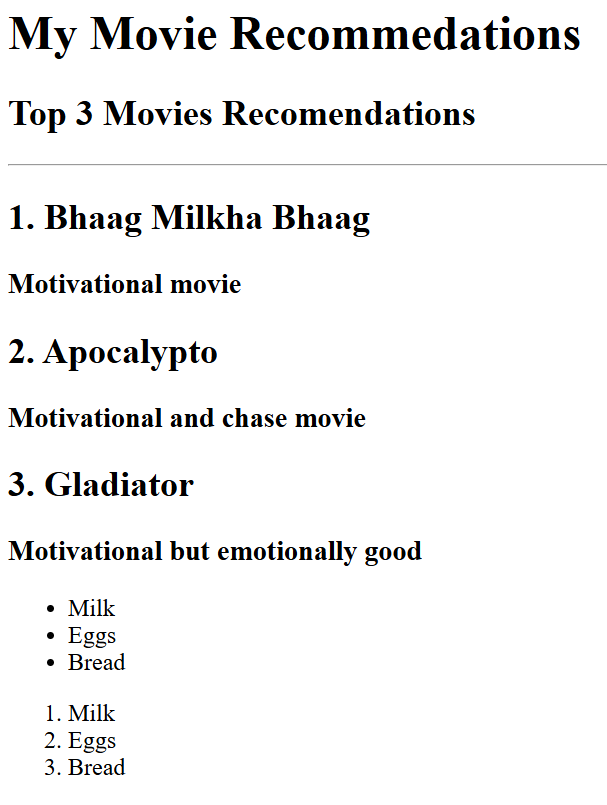 My Movie Recommedations
Top 3 Movies Recomendations
1. Bhaag Milkha Bhaag
Motivational movie
2. Apocalypto
Motivational and chase movie
3. Gladiator
Motivational but emotionally good
• Milk
• Eggs
• Bread
1. Milk
2. Eggs
3. Bread